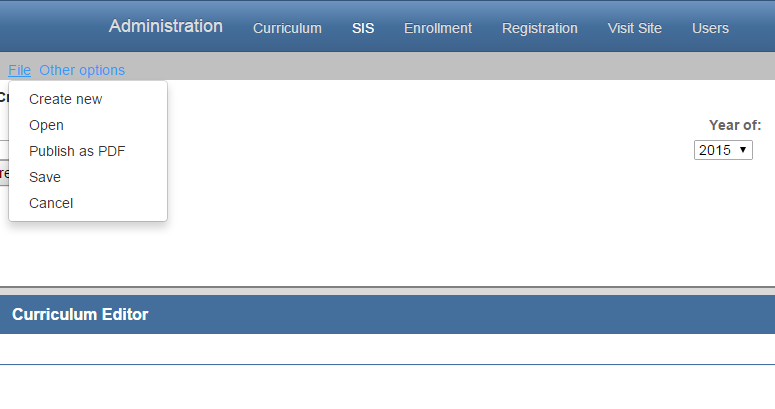 Administration Curriculum SIS Enrollment Registration Visit Site Users
File Other options
Create new
Open
Publish as PDF
Save
Cancel
Year of:
2015
Curriculum Editor